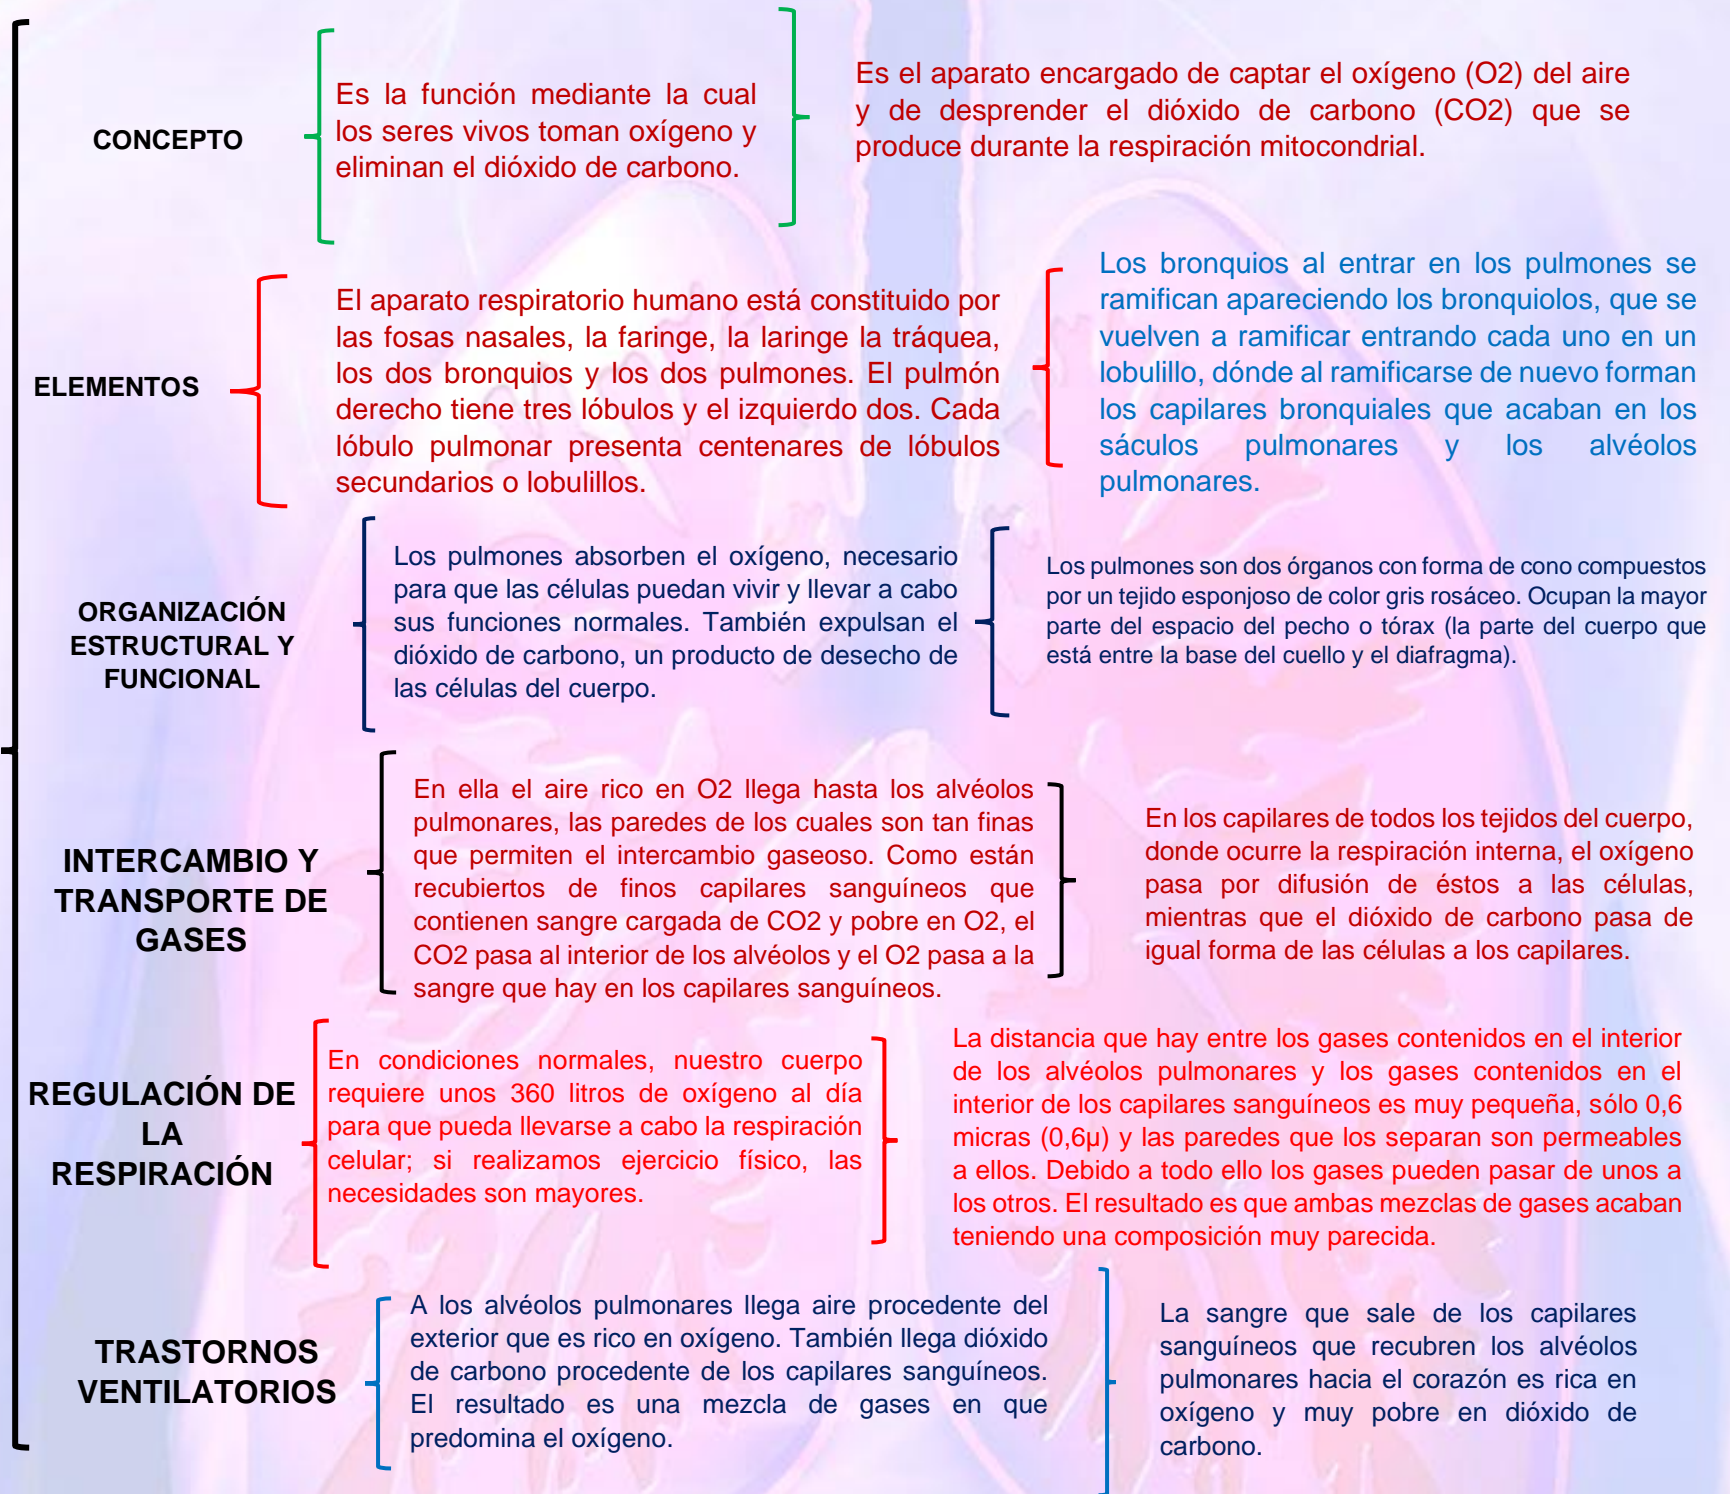 CONCEPTO
Es la función mediante la cual
los seres vivos toman oxígeno y
eliminan el dióxido de carbono.
Es el aparato encargado de captar el oxígeno (O2) del aire
y de desprender el dióxido de carbono (CO2) que se
produce durante la respiración mitocondrial.
ELEMENTOS
El aparato respiratorio humano está constituido por
las fosas nasales, la faringe, la laringe la tráquea,
los dos bronquios y los dos pulmones. El pulmón
derecho tiene tres lóbulos y el izquierdo dos. Cada
lóbulo pulmonar presenta centenares de lóbulos
secundarios o lobulillos.
Los bronquios al entrar en los pulmones se
ramifican apareciendo los bronquiolos, que se
vuelven a ramificar entrando cada uno en un
lobulillo, dónde al ramificarse de nuevo forman
los capilares bronquiales que acaban en los
sáculos pulmonares y los alvéolos
pulmonares.
ORGANIZACIÓN
ESTRUCTURAL Y
FUNCIONAL
Los pulmones absorben el oxígeno, necesario
para que las células puedan vivir y llevar a cabo
sus funciones normales. También expulsan el
dióxido de carbono, un producto de desecho de
las células del cuerpo.
Los pulmones son dos órganos con forma de cono compuestos
por un tejido esponjoso de color gris rosáceo. Ocupan la mayor
parte del espacio del pecho o tórax (la parte del cuerpo que
está entre la base del cuello y el diafragma).
INTERCAMBIO Y
TRANSPORTE DE
GASES
En ella el aire rico en O2 llega hasta los alvéolos
pulmonares, las paredes de los cuales son tan finas
que permiten el intercambio gaseoso. Como están
recubiertos de finos capilares sanguíneos que
contienen sangre cargada de CO2 y pobre en O2, el
CO2 pasa al interior de los alvéolos y el O2 pasa a la
sangre que hay en los capilares sanguíneos.
En los capilares de todos los tejidos del cuerpo,
donde ocurre la respiración interna, el oxígeno
pasa por difusión de éstos a las células,
mientras que el dióxido de carbono pasa de
igual forma de las células a los capilares.
REGULACIÓN DE
LA
RESPIRACIÓN
En condiciones normales, nuestro cuerpo
requiere unos 360 litros de oxígeno al día
para que pueda llevarse a cabo la respiración
celular; si realizamos ejercicio físico, las
necesidades son mayores.
La distancia que hay entre los gases contenidos en el interior
de los alvéolos pulmonares y los gases contenidos en el
interior de los capilares sanguíneos es muy pequeña, sólo 0,6
micras (0,6µ) y las paredes que los separan son permeables
a ellos. Debido a todo ello los gases pueden pasar de unos a
los otros. El resultado es que ambas mezclas de gases acaban
teniendo una composición muy parecida.
TRASTORNOS
VENTILATORIOS
A los alvéolos pulmonares llega aire procedente del
exterior que es rico en oxígeno. También llega dióxido
de carbono procedente de los capilares sanguíneos.
El resultado es una mezcla de gases en que
predomina el oxígeno.
La sangre que sale de los capilares
sanguíneos que recubren los alvéolos
pulmonares hacia el corazón es rica en
oxígeno y muy pobre en dióxido de
carbono.